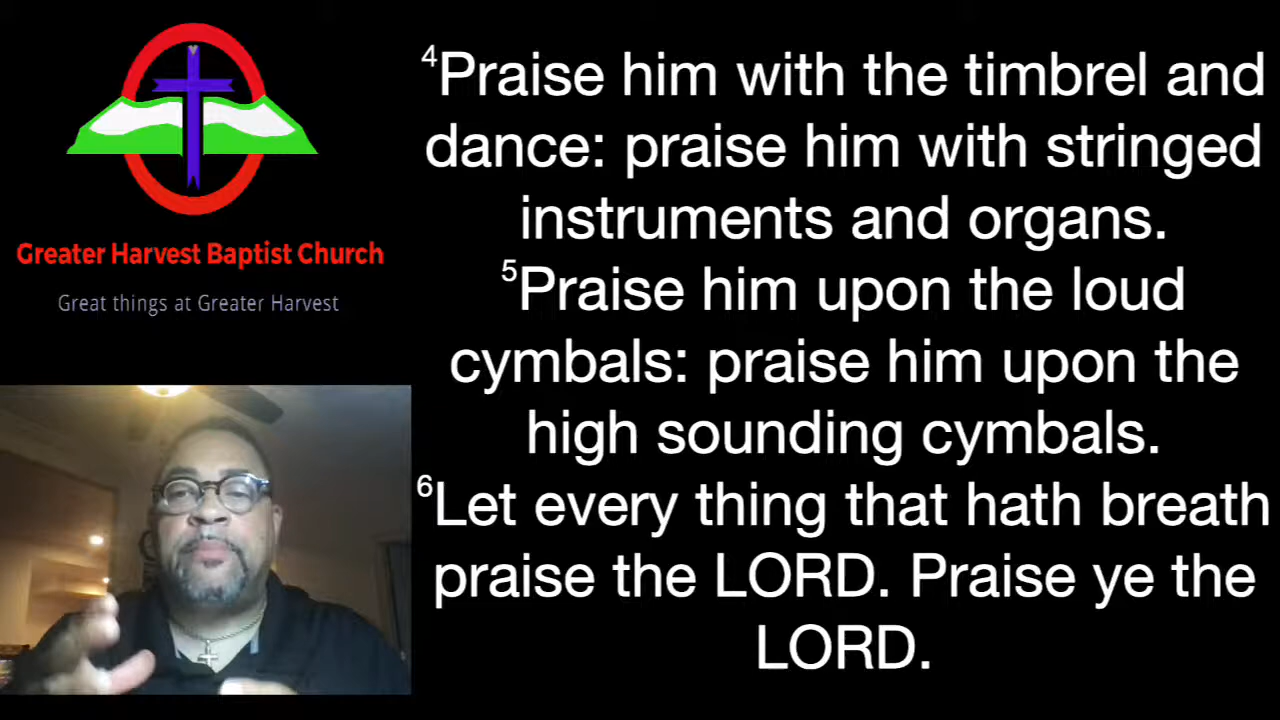 Greater Harvest Baptist Church
Great things at Greater Harvest
⁴Praise him with the timbrel and
dance: praise him with stringed
instruments and organs.
⁵Praise him upon the loud
cymbals: praise him upon the
high sounding cymbals.
⁶Let every thing that hath breath
praise the LORD. Praise ye the
LORD.